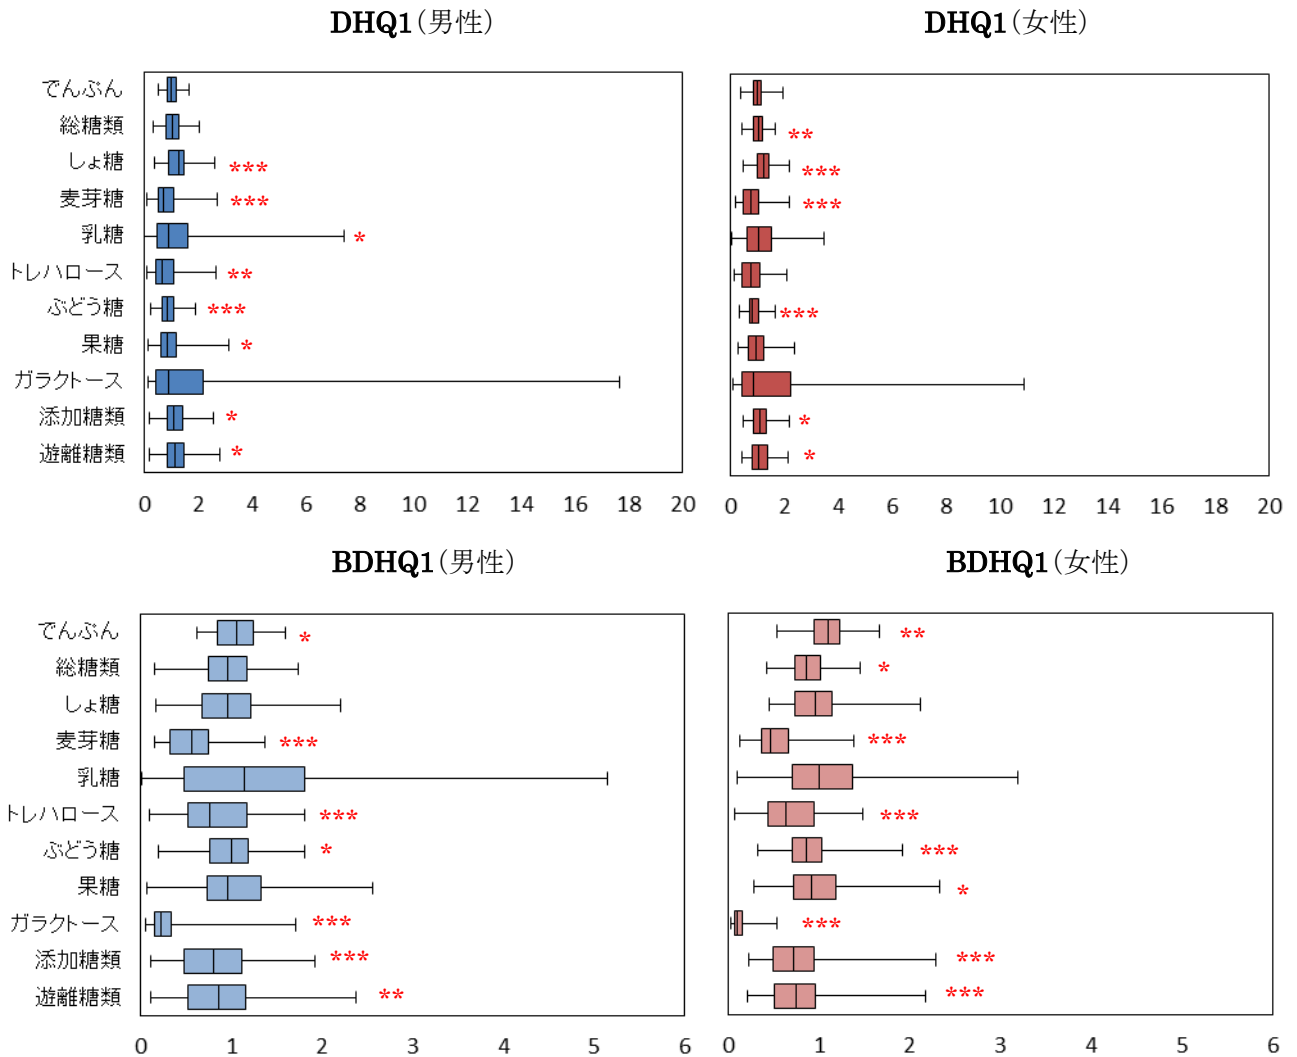 DHQ1(男性)
でんぷん
総糖類
しょ糖 ***
麦芽糖 ***
乳糖 *
トレハロース **
ぶどう糖 ***
果糖 *
ガラクトース
添加糖類 *
遊離糖類 *
0 2 4 6 8 10 12 14 16 18 20
DHQ1(女性)
**
***
***
***
*
*
0 2 4 6 8 10 12 14 16 18 20
BDHQ1(男性)
でんぷん *
総糖類
しょ糖
麦芽糖 ***
乳糖
トレハロース ***
ぶどう糖 *
果糖
ガラクトース ***
添加糖類 ***
遊離糖類 **
0 1 2 3 4 5 6
BDHQ1(女性)
**
*
***
***
***
*
***
***
***
0 1 2 3 4 5 6